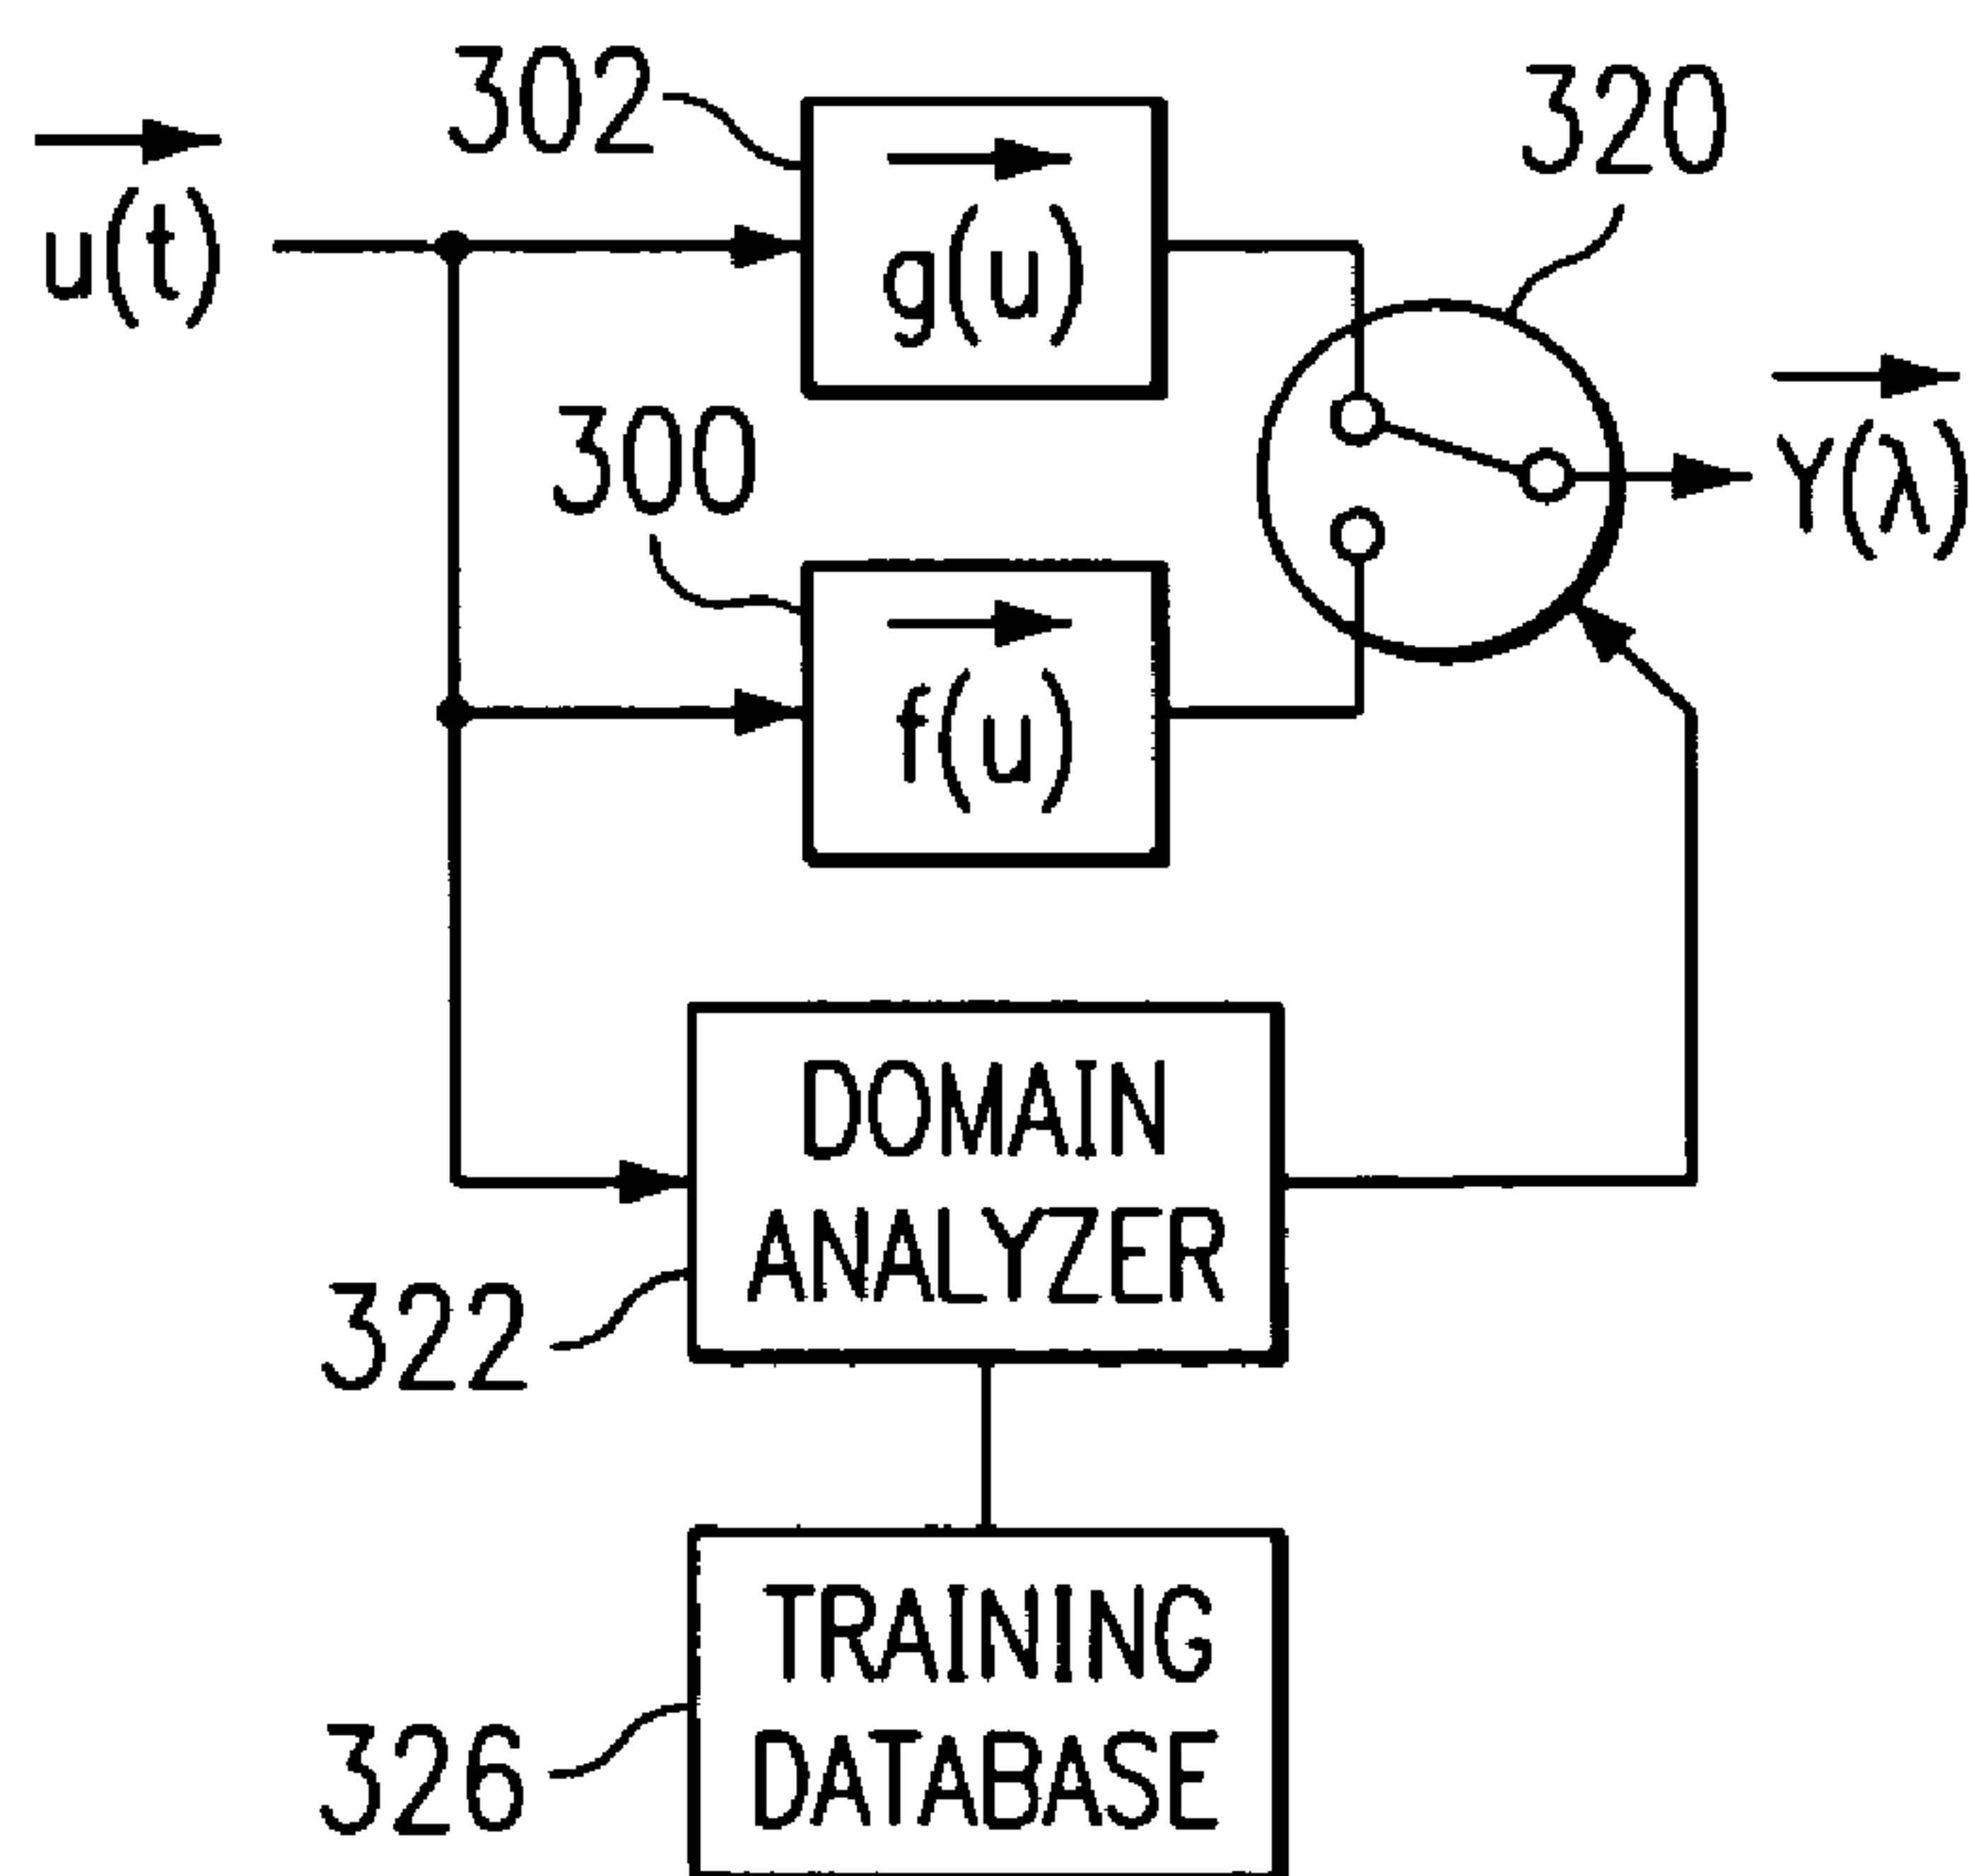 302
320
u(t)
g(u)
300
Y(λ)
f(u)
DOMAIN
ANALYZER
322
TRAINING
DATABASE
326